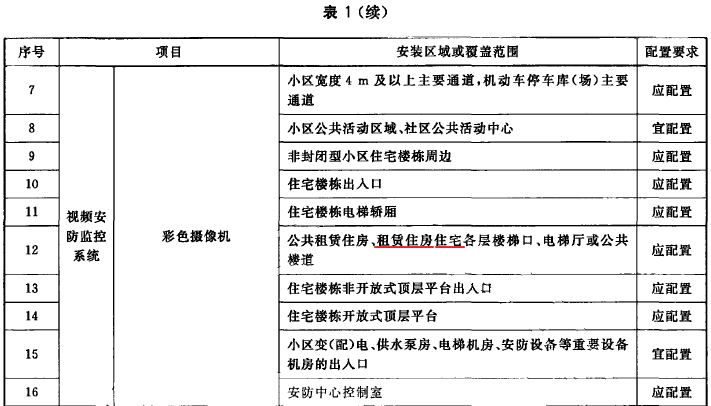 表 1（续）
序号 项目 安装区域或覆盖范围 配置要求
7 小区宽度 4 m 及以上主要通道，机动车停车库（场）主要 应配置
通道
8 小区公共活动区域、社区公共活动中心 宜配置
9 非封闭型小区住宅楼栋周边 应配置
10 住宅楼栋出入口 应配置
11 住宅楼栋电梯轿厢 应配置
视频安
防监控
系统
彩色摄像机
12 公共租赁住房、租赁住房住宅各层楼梯口、电梯厅或公共 应配置
楼道
13 住宅楼栋非开放式顶层平台出入口 应配置
14 住宅楼栋开放式顶层平台 应配置
15 小区变（配）电、供水泵房、电梯机房、安防设备等重要设备 宜配置
机房的出入口
16 安防中心控制室 应配置